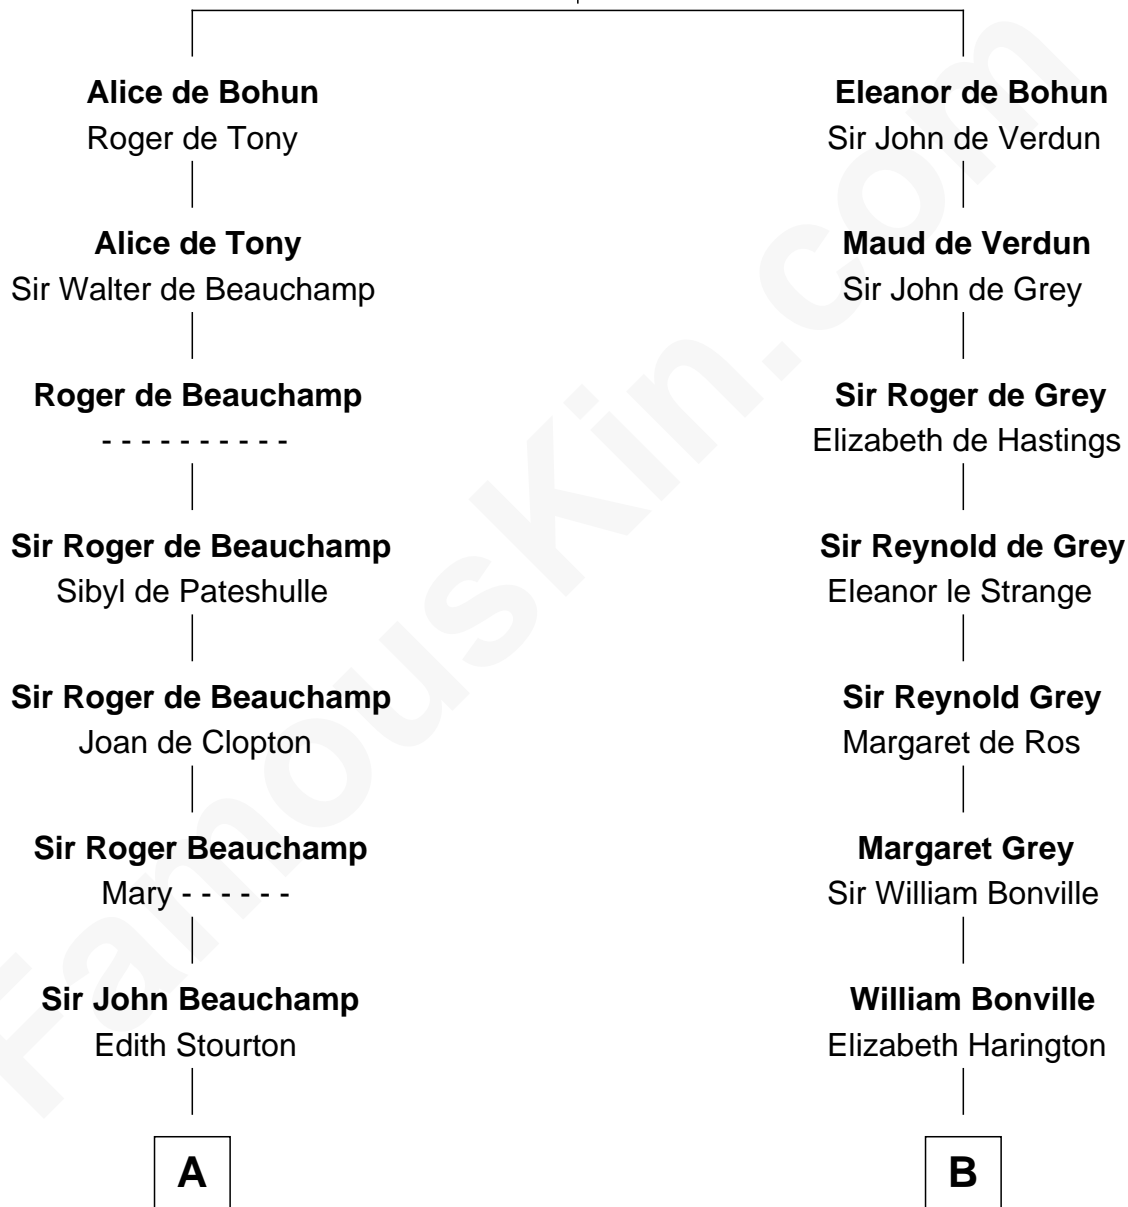 Alice de Bohun
Roger de Tony
Alice de Tony
Sir Walter de Beauchamp
Roger de Beauchamp
- - - - - - - - - -
Sir Roger de Beauchamp
Sibyl de Pateshulle
Sir Roger de Beauchamp
Joan de Clopton
Sir Roger Beauchamp
Mary - - - - - -
Sir John Beauchamp
Edith Stourton
A
Eleanor de Bohun
Sir John de Verdun
Maud de Verdun
Sir John de Grey
Sir Roger de Grey
Elizabeth de Hastings
Sir Reynold de Grey
Eleanor le Strange
Sir Reynold Grey
Margaret de Ros
Margaret Grey
Sir William Bonville
William Bonville
Elizabeth Harington
B
FamousKin.com